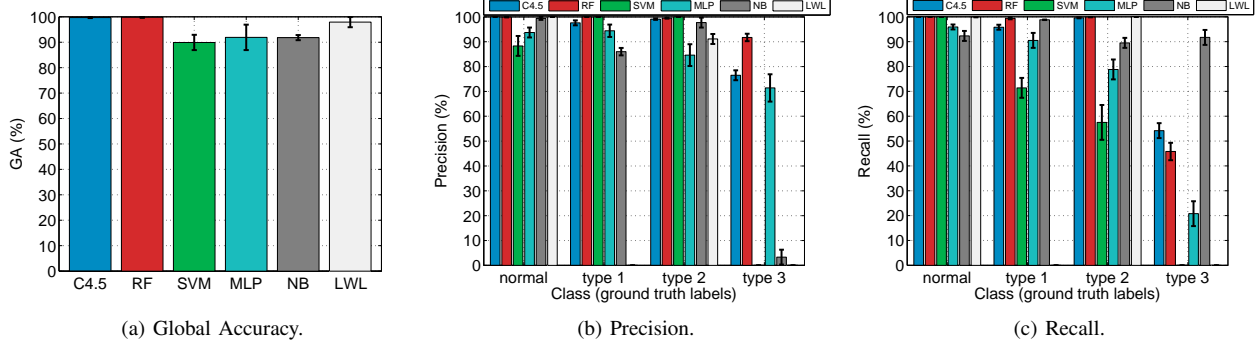 100
90
80
70
60
50
40
30
20
10
0
GA (%)
C4.5 RF SVM MLP NB LWL
(a) Global Accuracy.
C4.5 RF SVM MLP NB LWL
100
90
80
70
60
50
40
30
20
10
0
Precision (%)
normal type 1 type 2 type 3
Class (ground truth labels)
(b) Precision.
C4.5 RF SVM MLP NB LWL
100
90
80
70
60
50
40
30
20
10
0
Recall (%)
normal type 1 type 2 type 3
Class (ground truth labels)
(c) Recall.